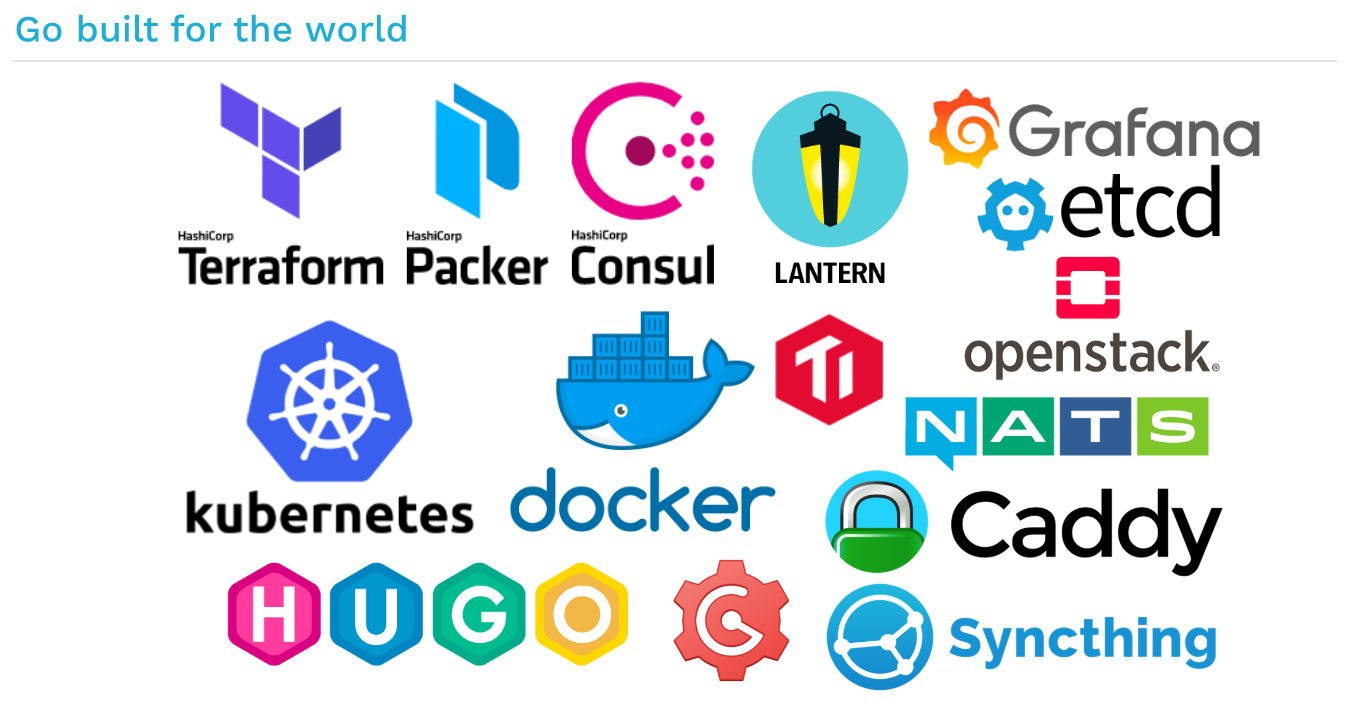 Go built for the world
HashiCorp
Terraform
HashiCorp
Packer
HashiCorp
Consul
LANTERN
Grafana
etcd
openstack®
kubernetes
docker
TI
NATS
Caddy
HUGO
G
Syncthing